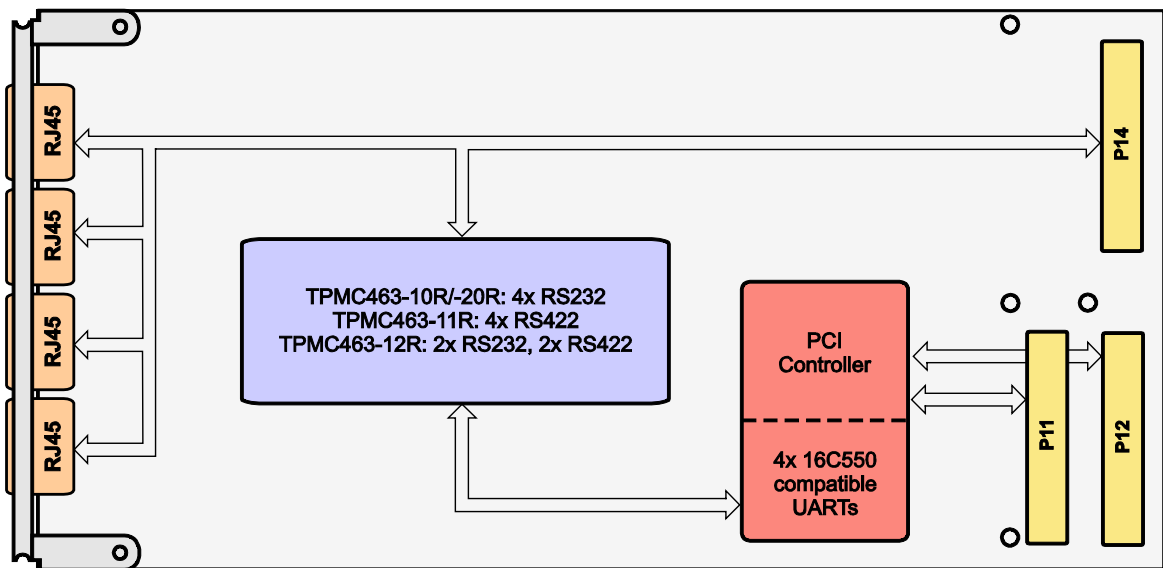 RJ45
RJ45
RJ45
RJ45
P14
TPMC463-10R/-20R: 4x RS232
TPMC463-11R: 4x RS422
TPMC463-12R: 2x RS232, 2x RS422
PCI
Controller
4x 16C550
compatible
UARTs
P11
P12